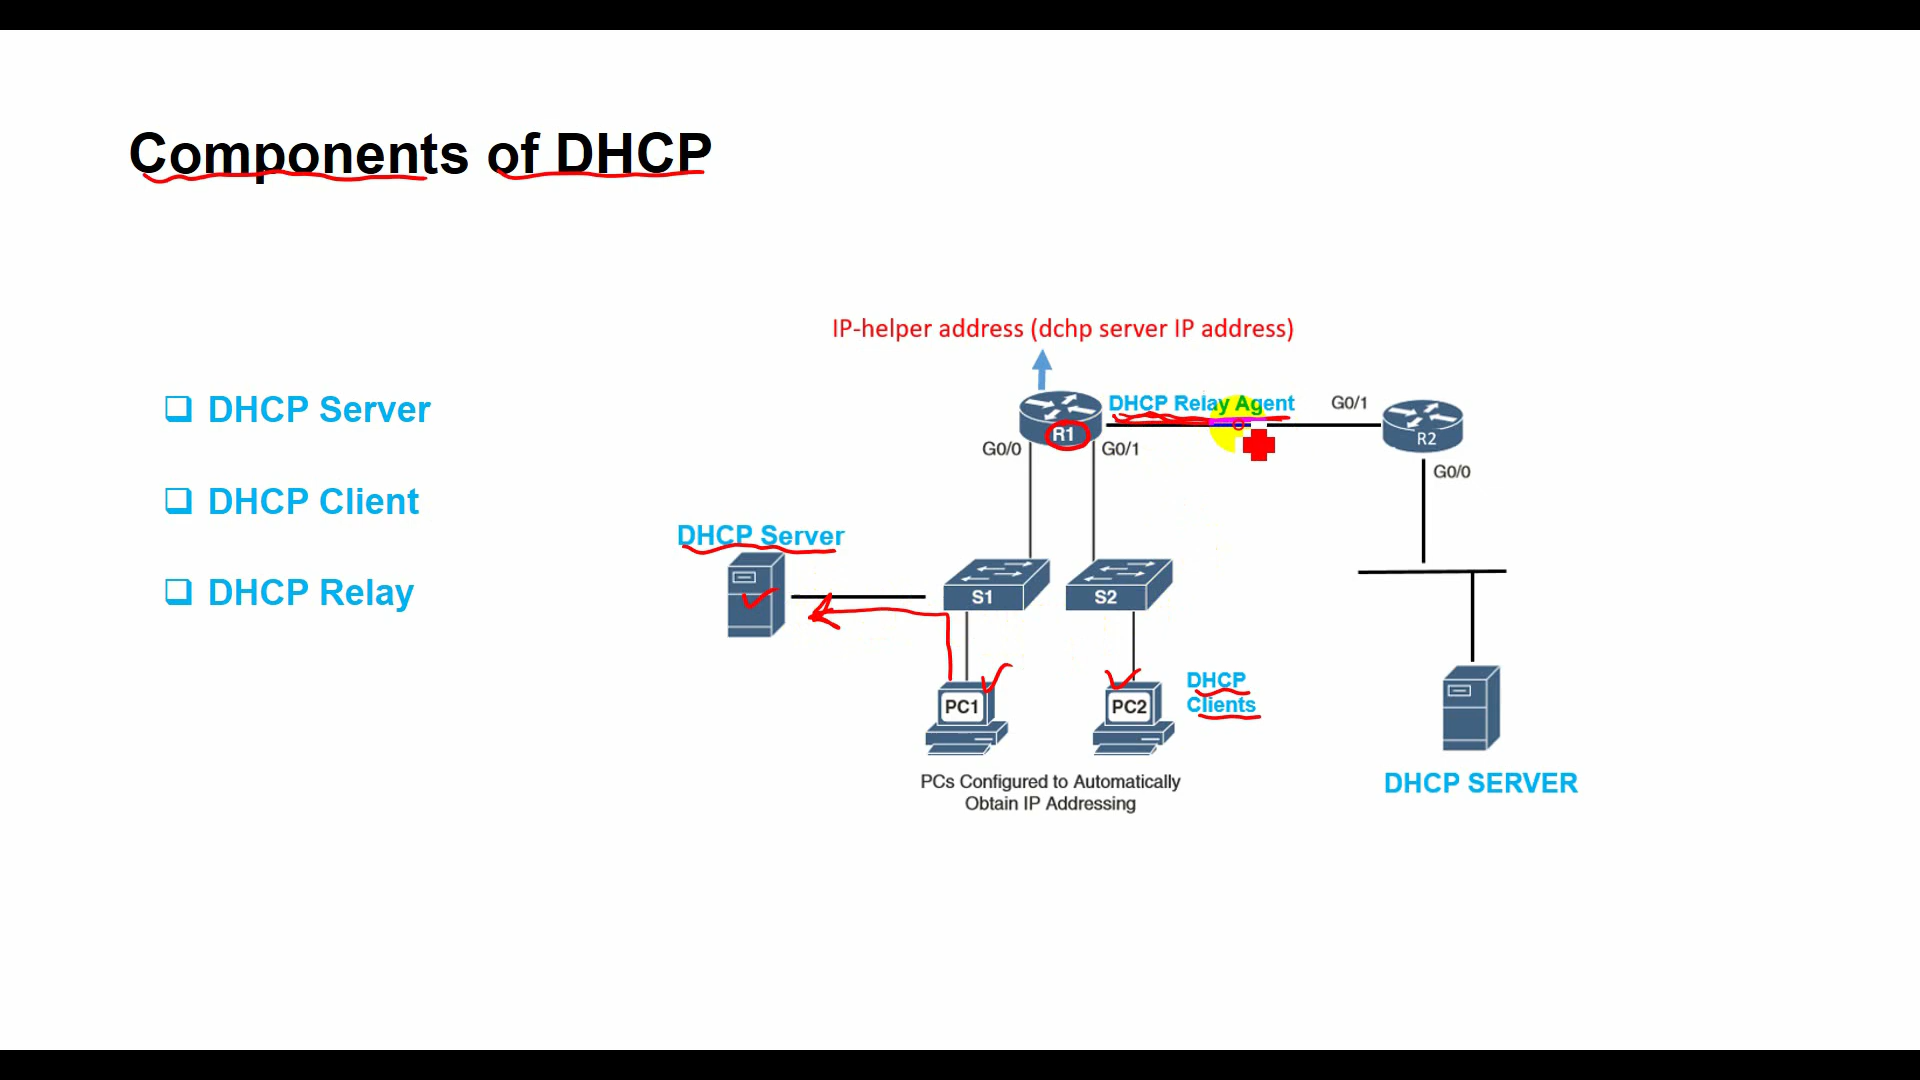 Components of DHCP
DHCP Server
DHCP Client
DHCP Relay
IP-helper address (dchp server IP address)
DHCP Relay Agent
G0/1
R1
R2
G0/0
G0/1
G0/0
DHCP Server
S1
S2
PC1
PC2
DHCP
Clients
PCs Configured to Automatically
Obtain IP Addressing
DHCP SERVER